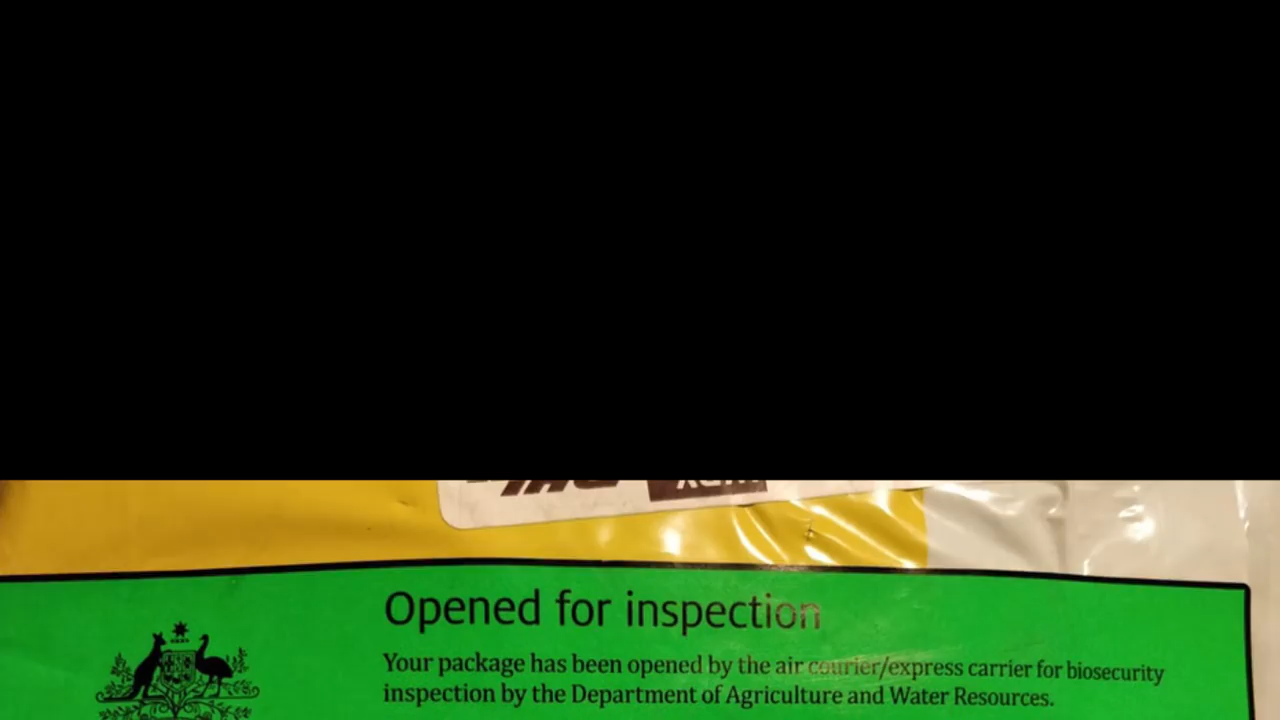 Opened for inspection
Your package has been opened by the air courier/express carrier for biosecurity
inspection by the Department of Agriculture and Water Resources.